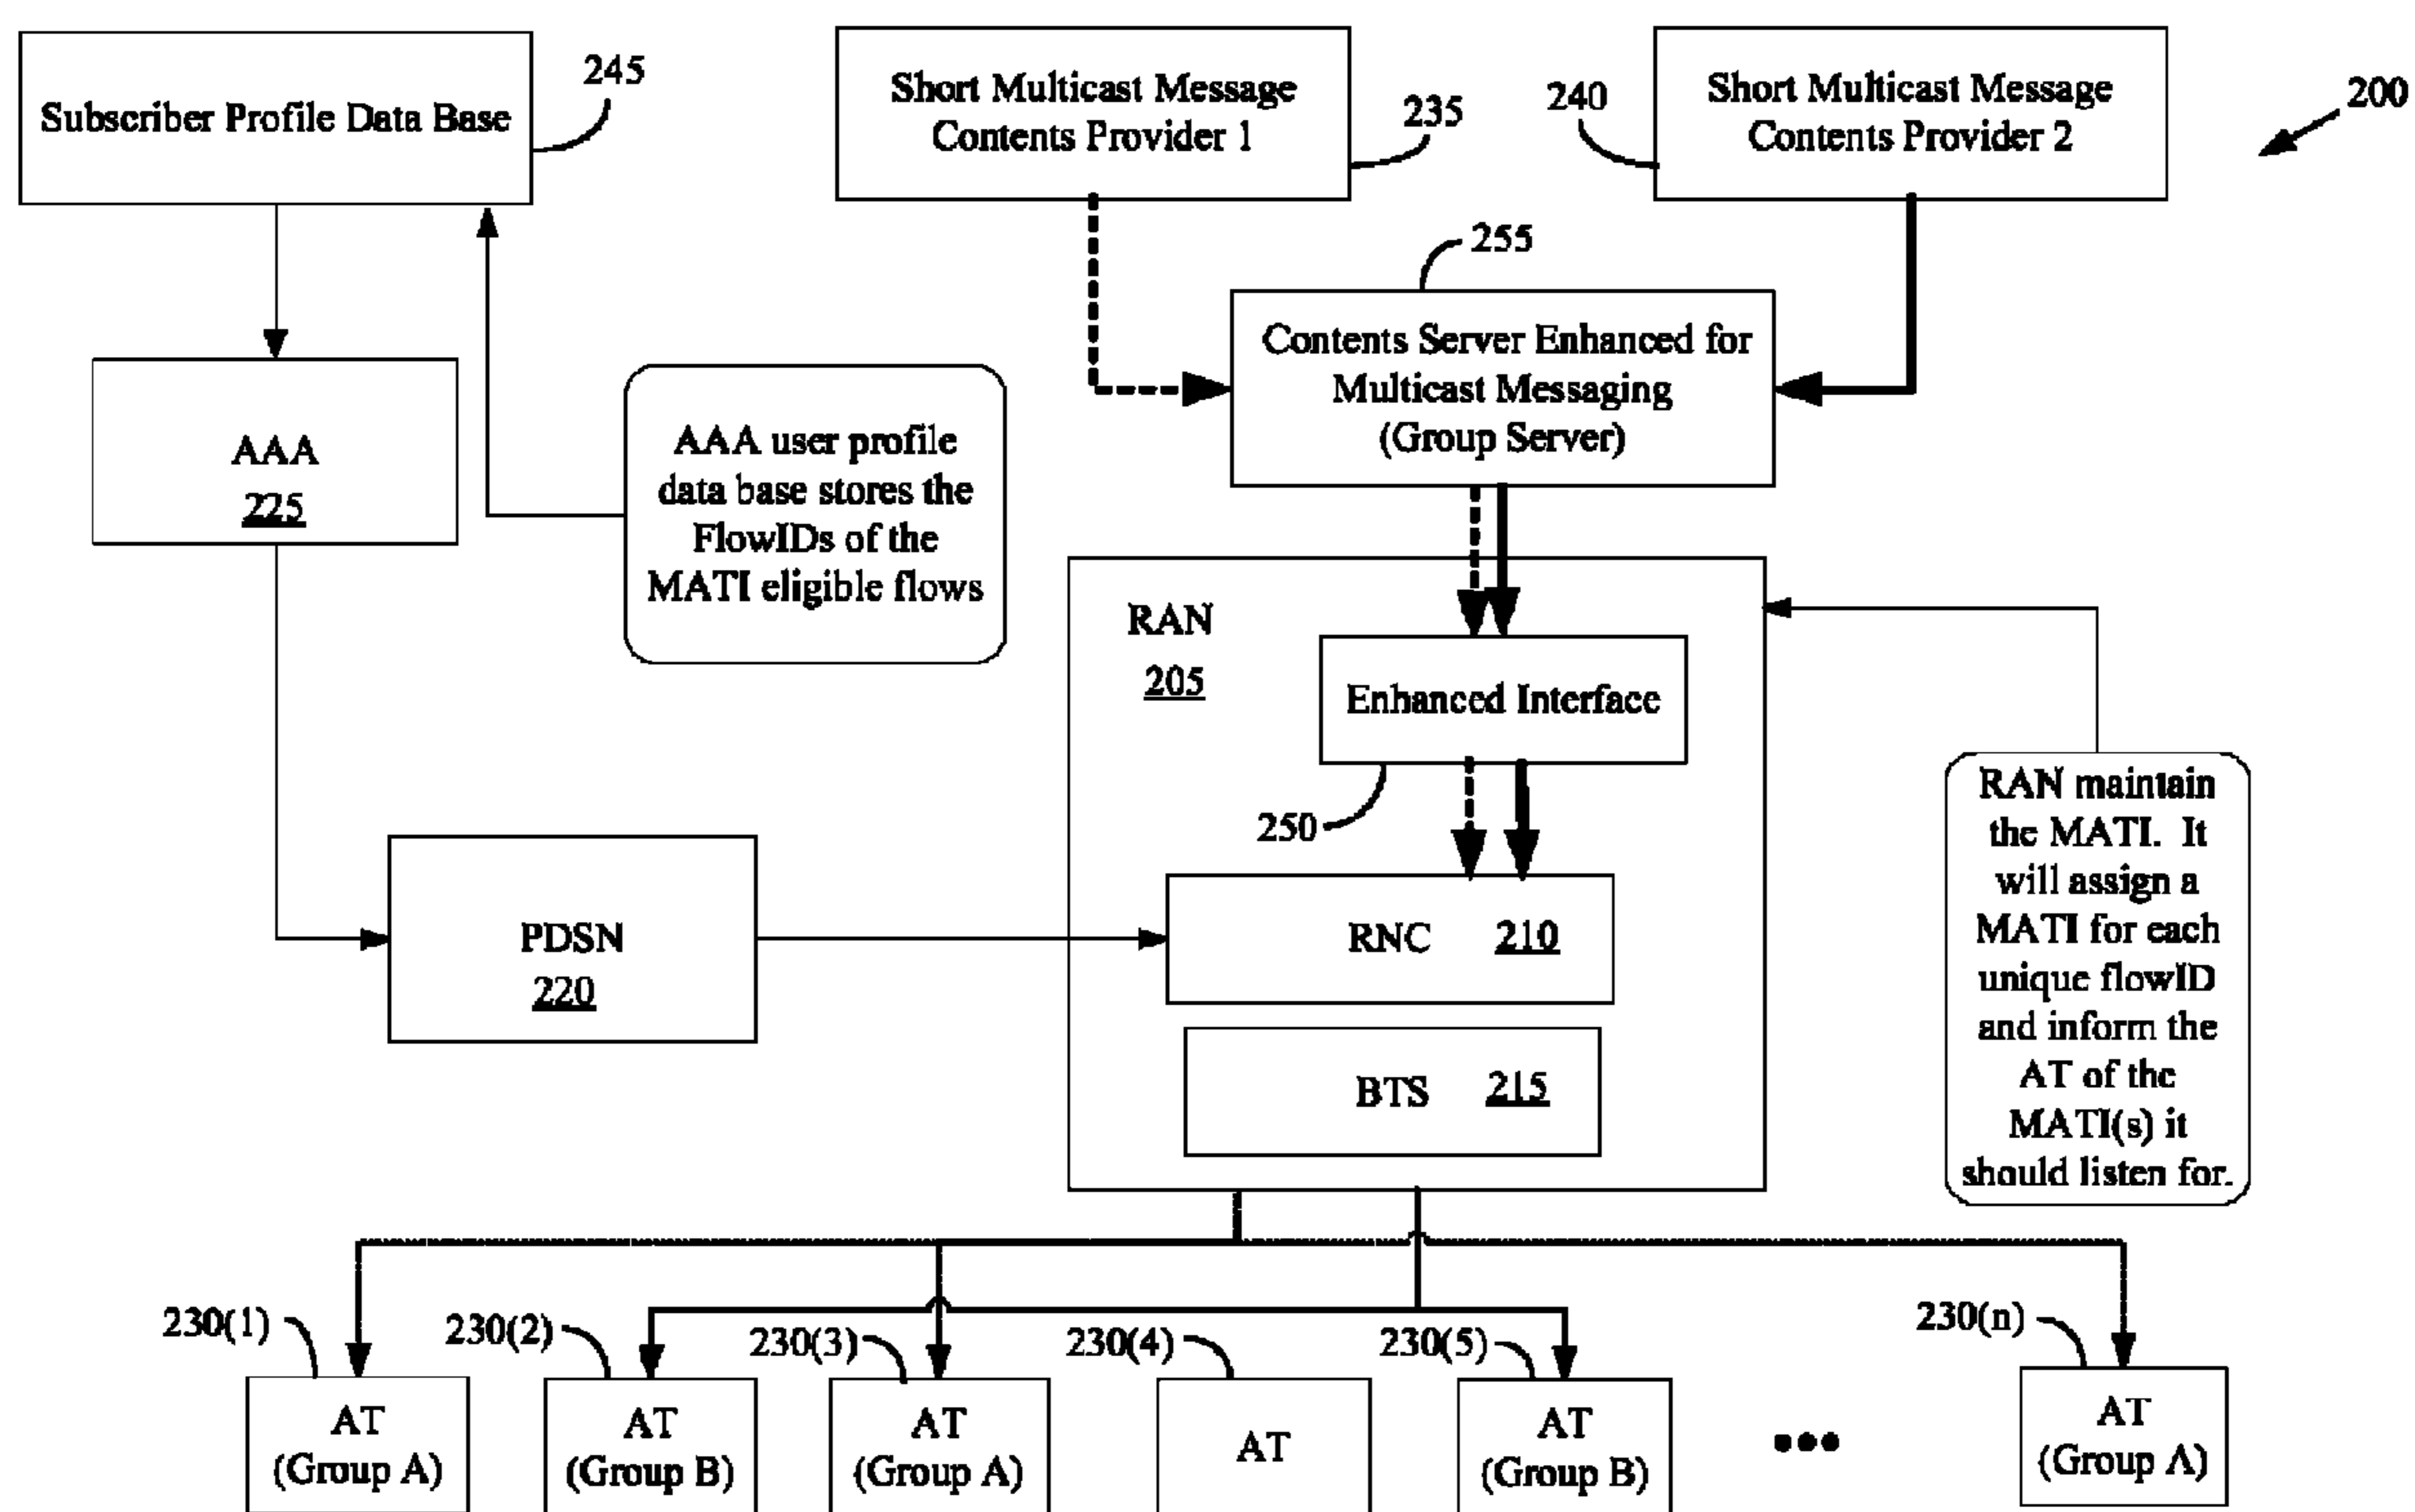 Subscriber Profile Data Base
245
Short Multicast Message
Contents Provider 1
235
240
Short Multicast Message
Contents Provider 2
200
255
Contents Server Enhanced for
Multicast Messaging
(Group Server)
AAA
225
AAA user profile
data base stores the
FlowIDs of the
MATI eligible flows
RAN
205
Enhanced Interface
250
PDSN
220
RNC 210
BTS 215
RAN maintain
the MATI. It
will assign a
MATI for each
unique flowID
and inform the
AT of the
MATI(s) it
should listen for.
230(1)
230(2)
230(3)
230(4)
230(5)
230(n)
AT
(Group A)
AT
(Group B)
AT
(Group A)
AT
AT
(Group B)
•••
AT
(Group A)